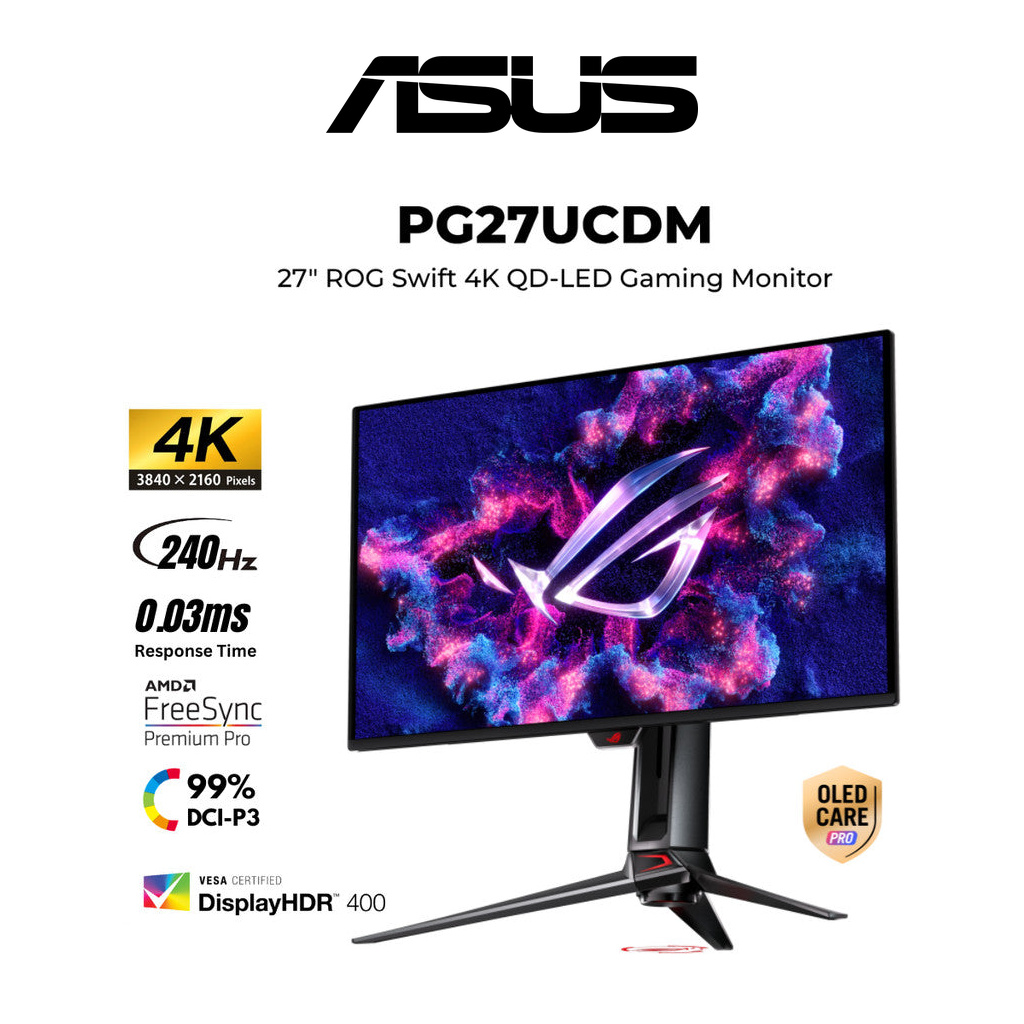 ASUS
PG27UCDM
27" ROG Swift 4K QD-LED Gaming Monitor
4K
3840 × 2160 Pixels
240Hz
0.03ms
Response Time
AMD
FreeSync
Premium Pro
99%
DCI-P3
VESA CERTIFIED
DisplayHDR™ 400
OLED
CARE
PRO